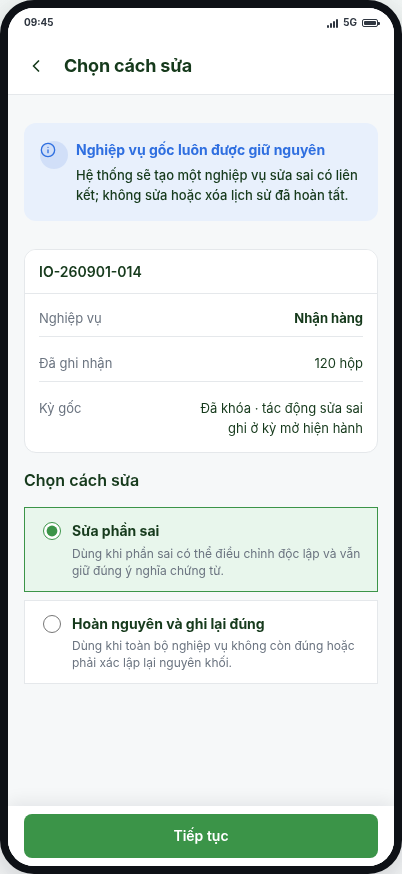 09:45
5G
Chọn cách sửa
Nghiệp vụ gốc luôn được giữ nguyên
Hệ thống sẽ tạo một nghiệp vụ sửa sai có liên
kết; không sửa hoặc xóa lịch sử đã hoàn tất.
IO-260901-014
Nghiệp vụ
Nhận hàng
Đã ghi nhận
120 hộp
Kỳ gốc
Đã khóa · tác động sửa sai
ghi ở kỳ mở hiện hành
Chọn cách sửa
Sửa phần sai
Dùng khi phần sai có thể điều chỉnh độc lập và vẫn
giữ đúng ý nghĩa chứng từ.
Hoàn nguyên và ghi lại đúng
Dùng khi toàn bộ nghiệp vụ không còn đúng hoặc
phải xác lập lại nguyên khối.
Tiếp tục